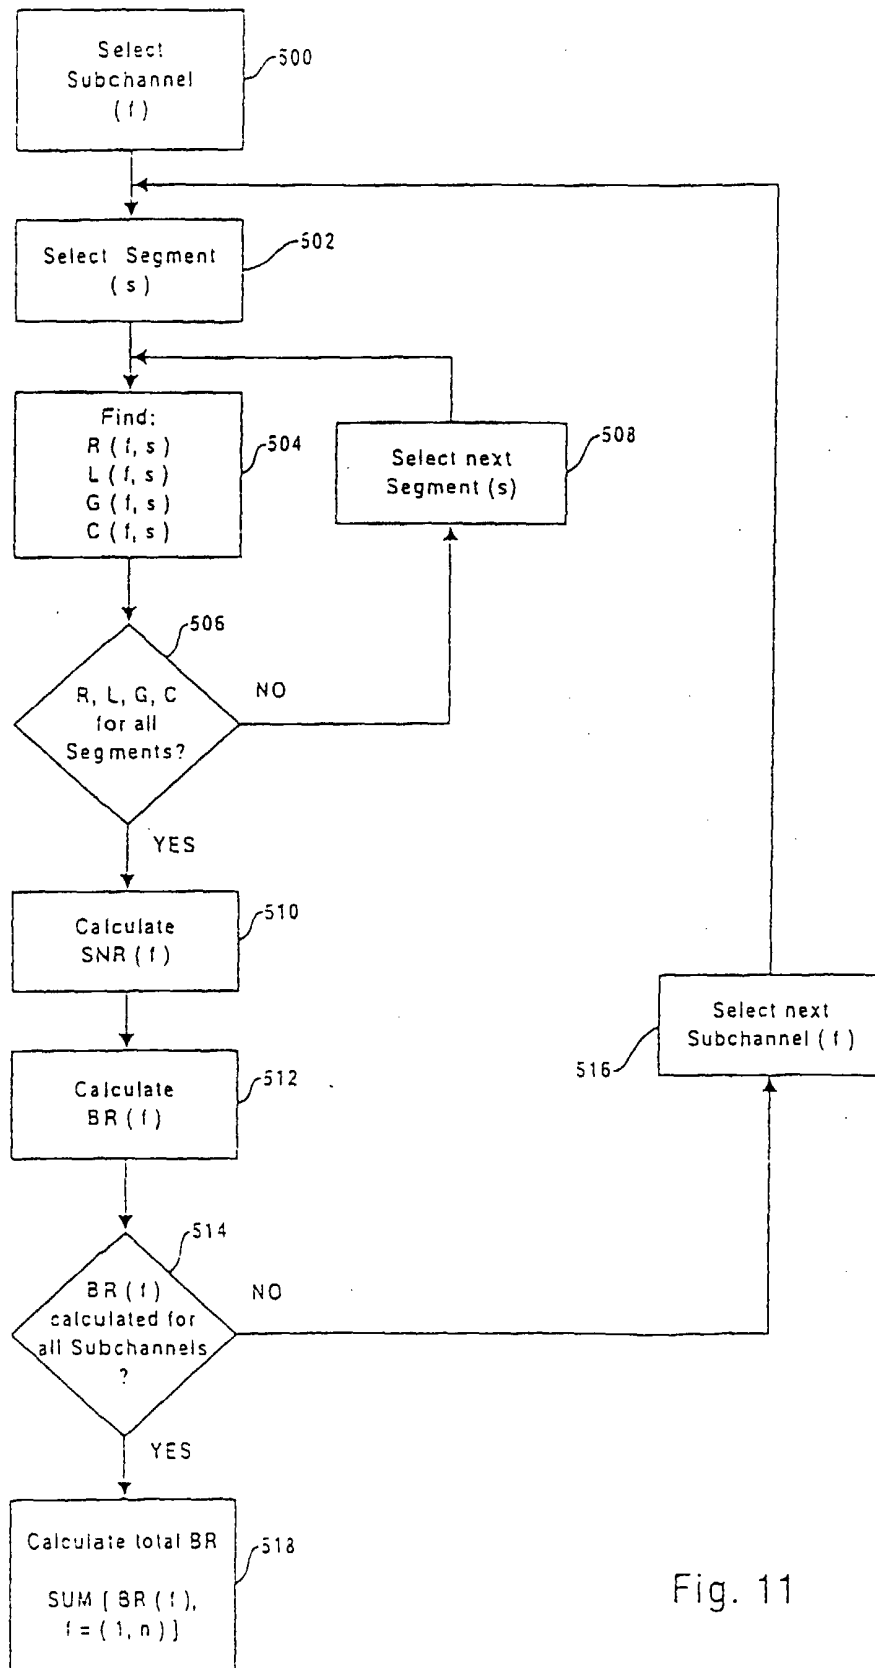 Select
Subchannel
(f)
500
Select Segment
(s)
502
Find:
R (f, s)
L (f, s)
G (f, s)
C (f, s)
504
Select next
Segment (s)
508
506
R, L, G, C
for all
Segments?
NO
YES
Calculate
SNR (f)
510
Calculate
BR (f)
512
Select next
Subchannel (f)
516
514
BR (f)
calculated for
all Subchannels
?
NO
YES
Calculate total BR
SUM [ BR (f),
f = (1, n) ]
518
Fig. 11